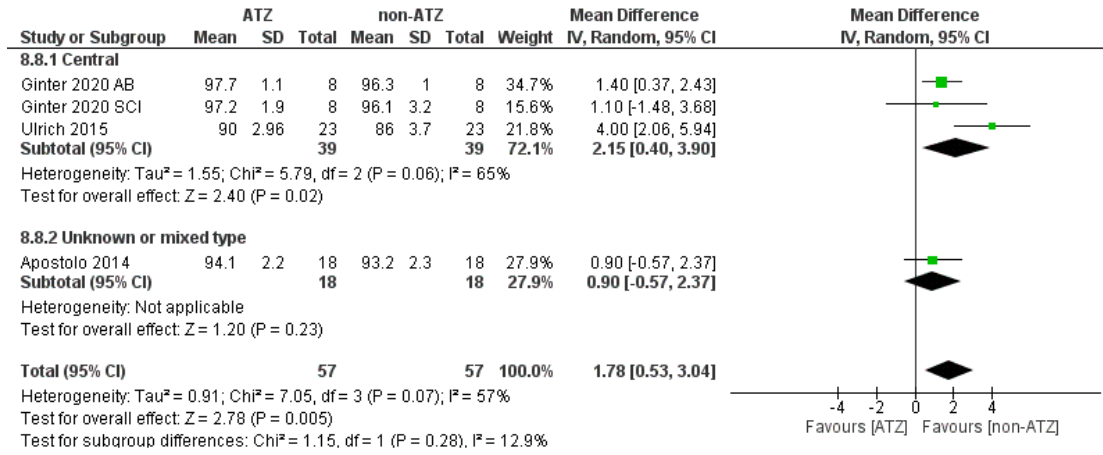 ATZ non-ATZ Mean Difference Mean Difference
Study or Subgroup Mean SD Total Mean SD Total Weight IV, Random, 95% CI IV, Random, 95% CI
8.8.1 Central
Ginter 2020 AB 97.7 1.1 8 96.3 1 8 34.7% 1.40 [0.37, 2.43]
Ginter 2020 SCI 97.2 1.9 8 96.1 3.2 8 15.6% 1.10 [-1.48, 3.68]
Ulrich 2015 90 2.96 23 86 3.7 23 21.8% 4.00 [2.06, 5.94]
Subtotal (95% CI) 39 39 72.1% 2.15 [0.40, 3.90]
Heterogeneity: Tau² = 1.55; Chi² = 5.79, df = 2 (P = 0.06); I² = 65%
Test for overall effect: Z = 2.40 (P = 0.02)
8.8.2 Unknown or mixed type
Apostolo 2014 94.1 2.2 18 93.2 2.3 18 27.9% 0.90 [-0.57, 2.37]
Subtotal (95% CI) 18 18 27.9% 0.90 [-0.57, 2.37]
Heterogeneity: Not applicable
Test for overall effect: Z = 1.20 (P = 0.23)
Total (95% CI) 57 57 100.0% 1.78 [0.53, 3.04]
Heterogeneity: Tau² = 0.91; Chi² = 7.05, df = 3 (P = 0.07); I² = 57%
Test for overall effect: Z = 2.78 (P = 0.005)
Test for subgroup differences: Chi² = 1.15, df = 1 (P = 0.28), I² = 12.9%
-4 -2 0 2 4
Favours [ATZ] Favours [non-ATZ]